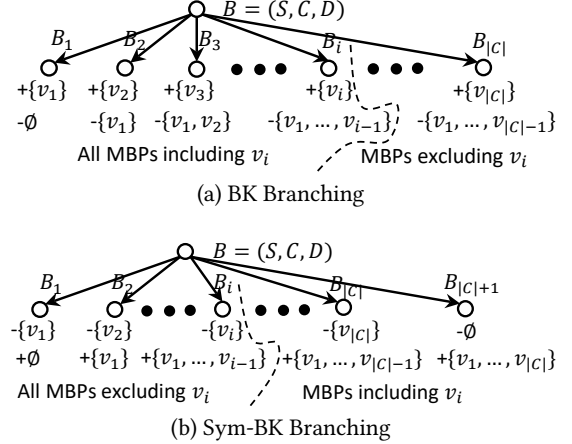 B = (S, C, D)
B_1 B_2 B_3 B_i B_{|C|}
+{v_1} +{v_2} +{v_3} +{v_i} +{v_{|C|}}
-∅ -{v_1} -{v_1, v_2} -{v_1, …, v_{i-1}} -{v_1, …, v_{|C|-1}}
All MBPs including v_i MBPs excluding v_i
(a) BK Branching
B = (S, C, D)
B_1 B_2 B_i B_{|C|} B_{|C|+1}
-{v_1} -{v_2} -{v_i} -{v_{|C|}} -∅
+∅ +{v_1} +{v_1, …, v_{i-1}} +{v_1, …, v_{|C|-1}} +{v_1, …, v_{|C|}}
All MBPs excluding v_i MBPs including v_i
(b) Sym-BK Branching